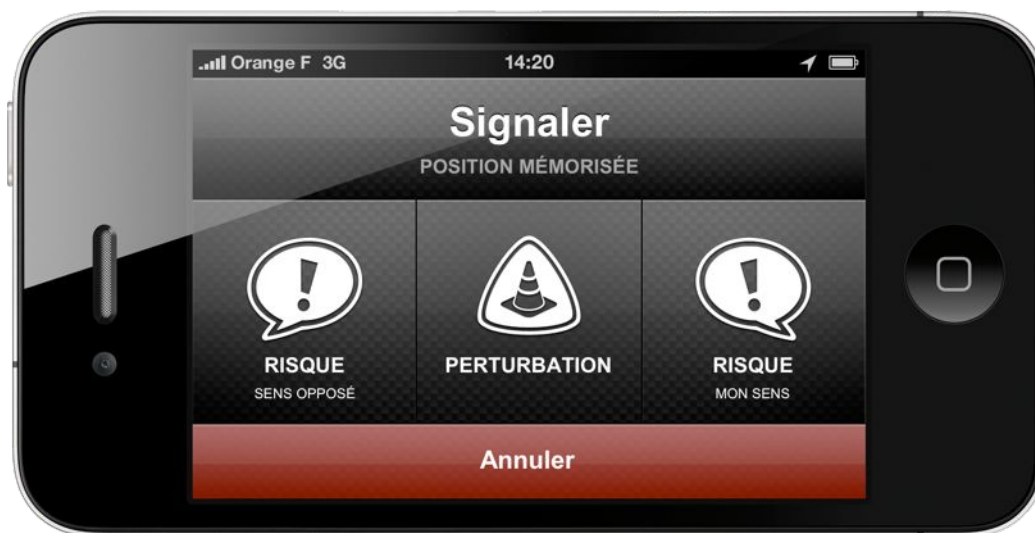 Orange F 3G 14:20
Signaler
POSITION MÉMORISÉE
RISQUE
SENS OPPOSÉ
PERTURBATION
RISQUE
MON SENS
Annuler